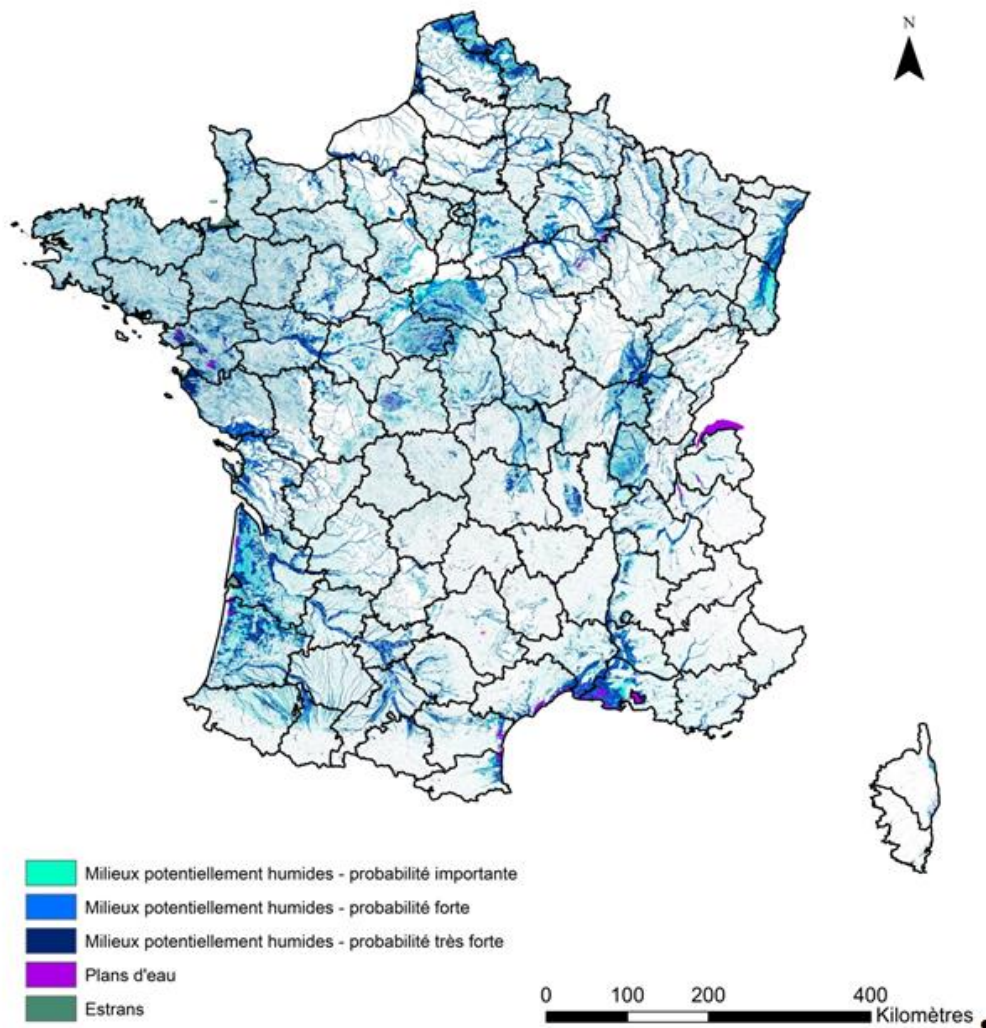 N
Milieux potentiellement humides - probabilité importante
Milieux potentiellement humides - probabilité forte
Milieux potentiellement humides - probabilité très forte
Plans d'eau
Estrans
0 100 200 400
Kilomètres